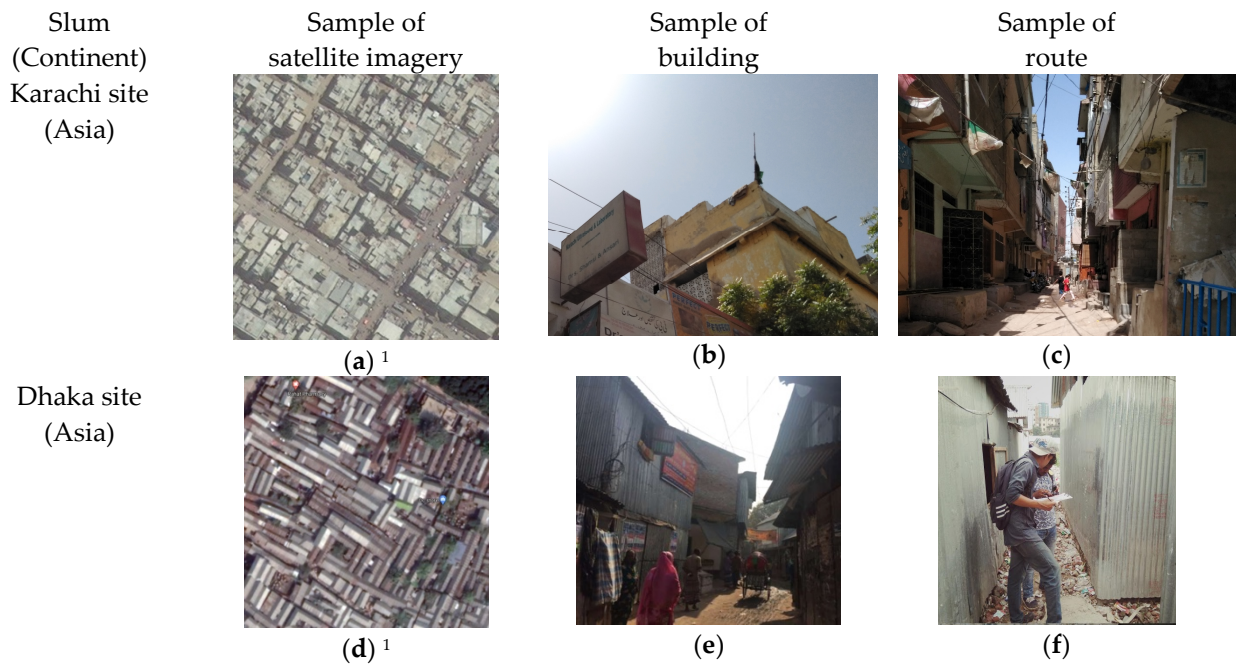 Slum
(Continent)
Sample of
satellite imagery
Sample of
building
Sample of
route
Karachi site
(Asia)
(a) 1
(b)
(c)
Dhaka site
(Asia)
(d) 1
(e)
(f)